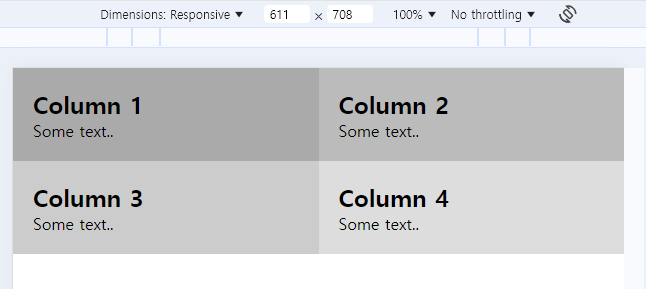 Dimensions: Responsive ▼ 611 × 708 100% ▼ No throttling ▼
Column 1
Some text..
Column 2
Some text..
Column 3
Some text..
Column 4
Some text..